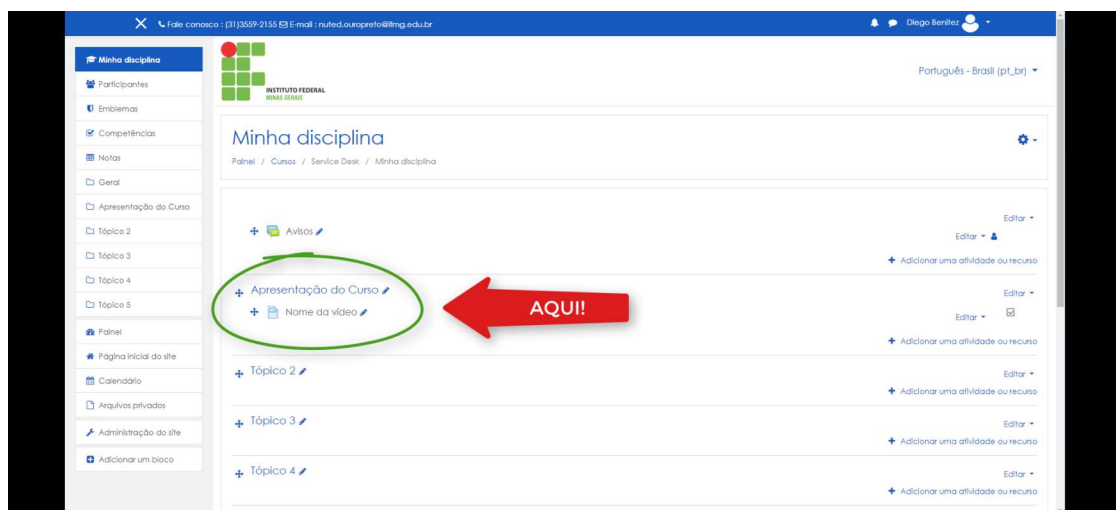 Fale conosco : (31)3559-2155 E-mail : nuted.ouropreto@ifmg.edu.br
Diego Benitez
Minha disciplina
Participantes
Emblemas
Competências
Notas
Geral
Apresentação do Curso
Tópico 2
Tópico 3
Tópico 4
Tópico 5
Painel
Página inicial do site
Calendário
Arquivos privados
Administração do site
Adicionar um bloco
INSTITUTO FEDERAL
MINAS GERAIS
Português - Brasil (pt_br)
Minha disciplina
Painel / Cursos / Service Desk / Minha disciplina
Editar
Avisos
Editar
Adicionar uma atividade ou recurso
Apresentação do Curso
Editar
Nome da vídeo
AQUI!
Editar
Adicionar uma atividade ou recurso
Tópico 2
Editar
Adicionar uma atividade ou recurso
Tópico 3
Editar
Adicionar uma atividade ou recurso
Tópico 4
Editar
Adicionar uma atividade ou recurso